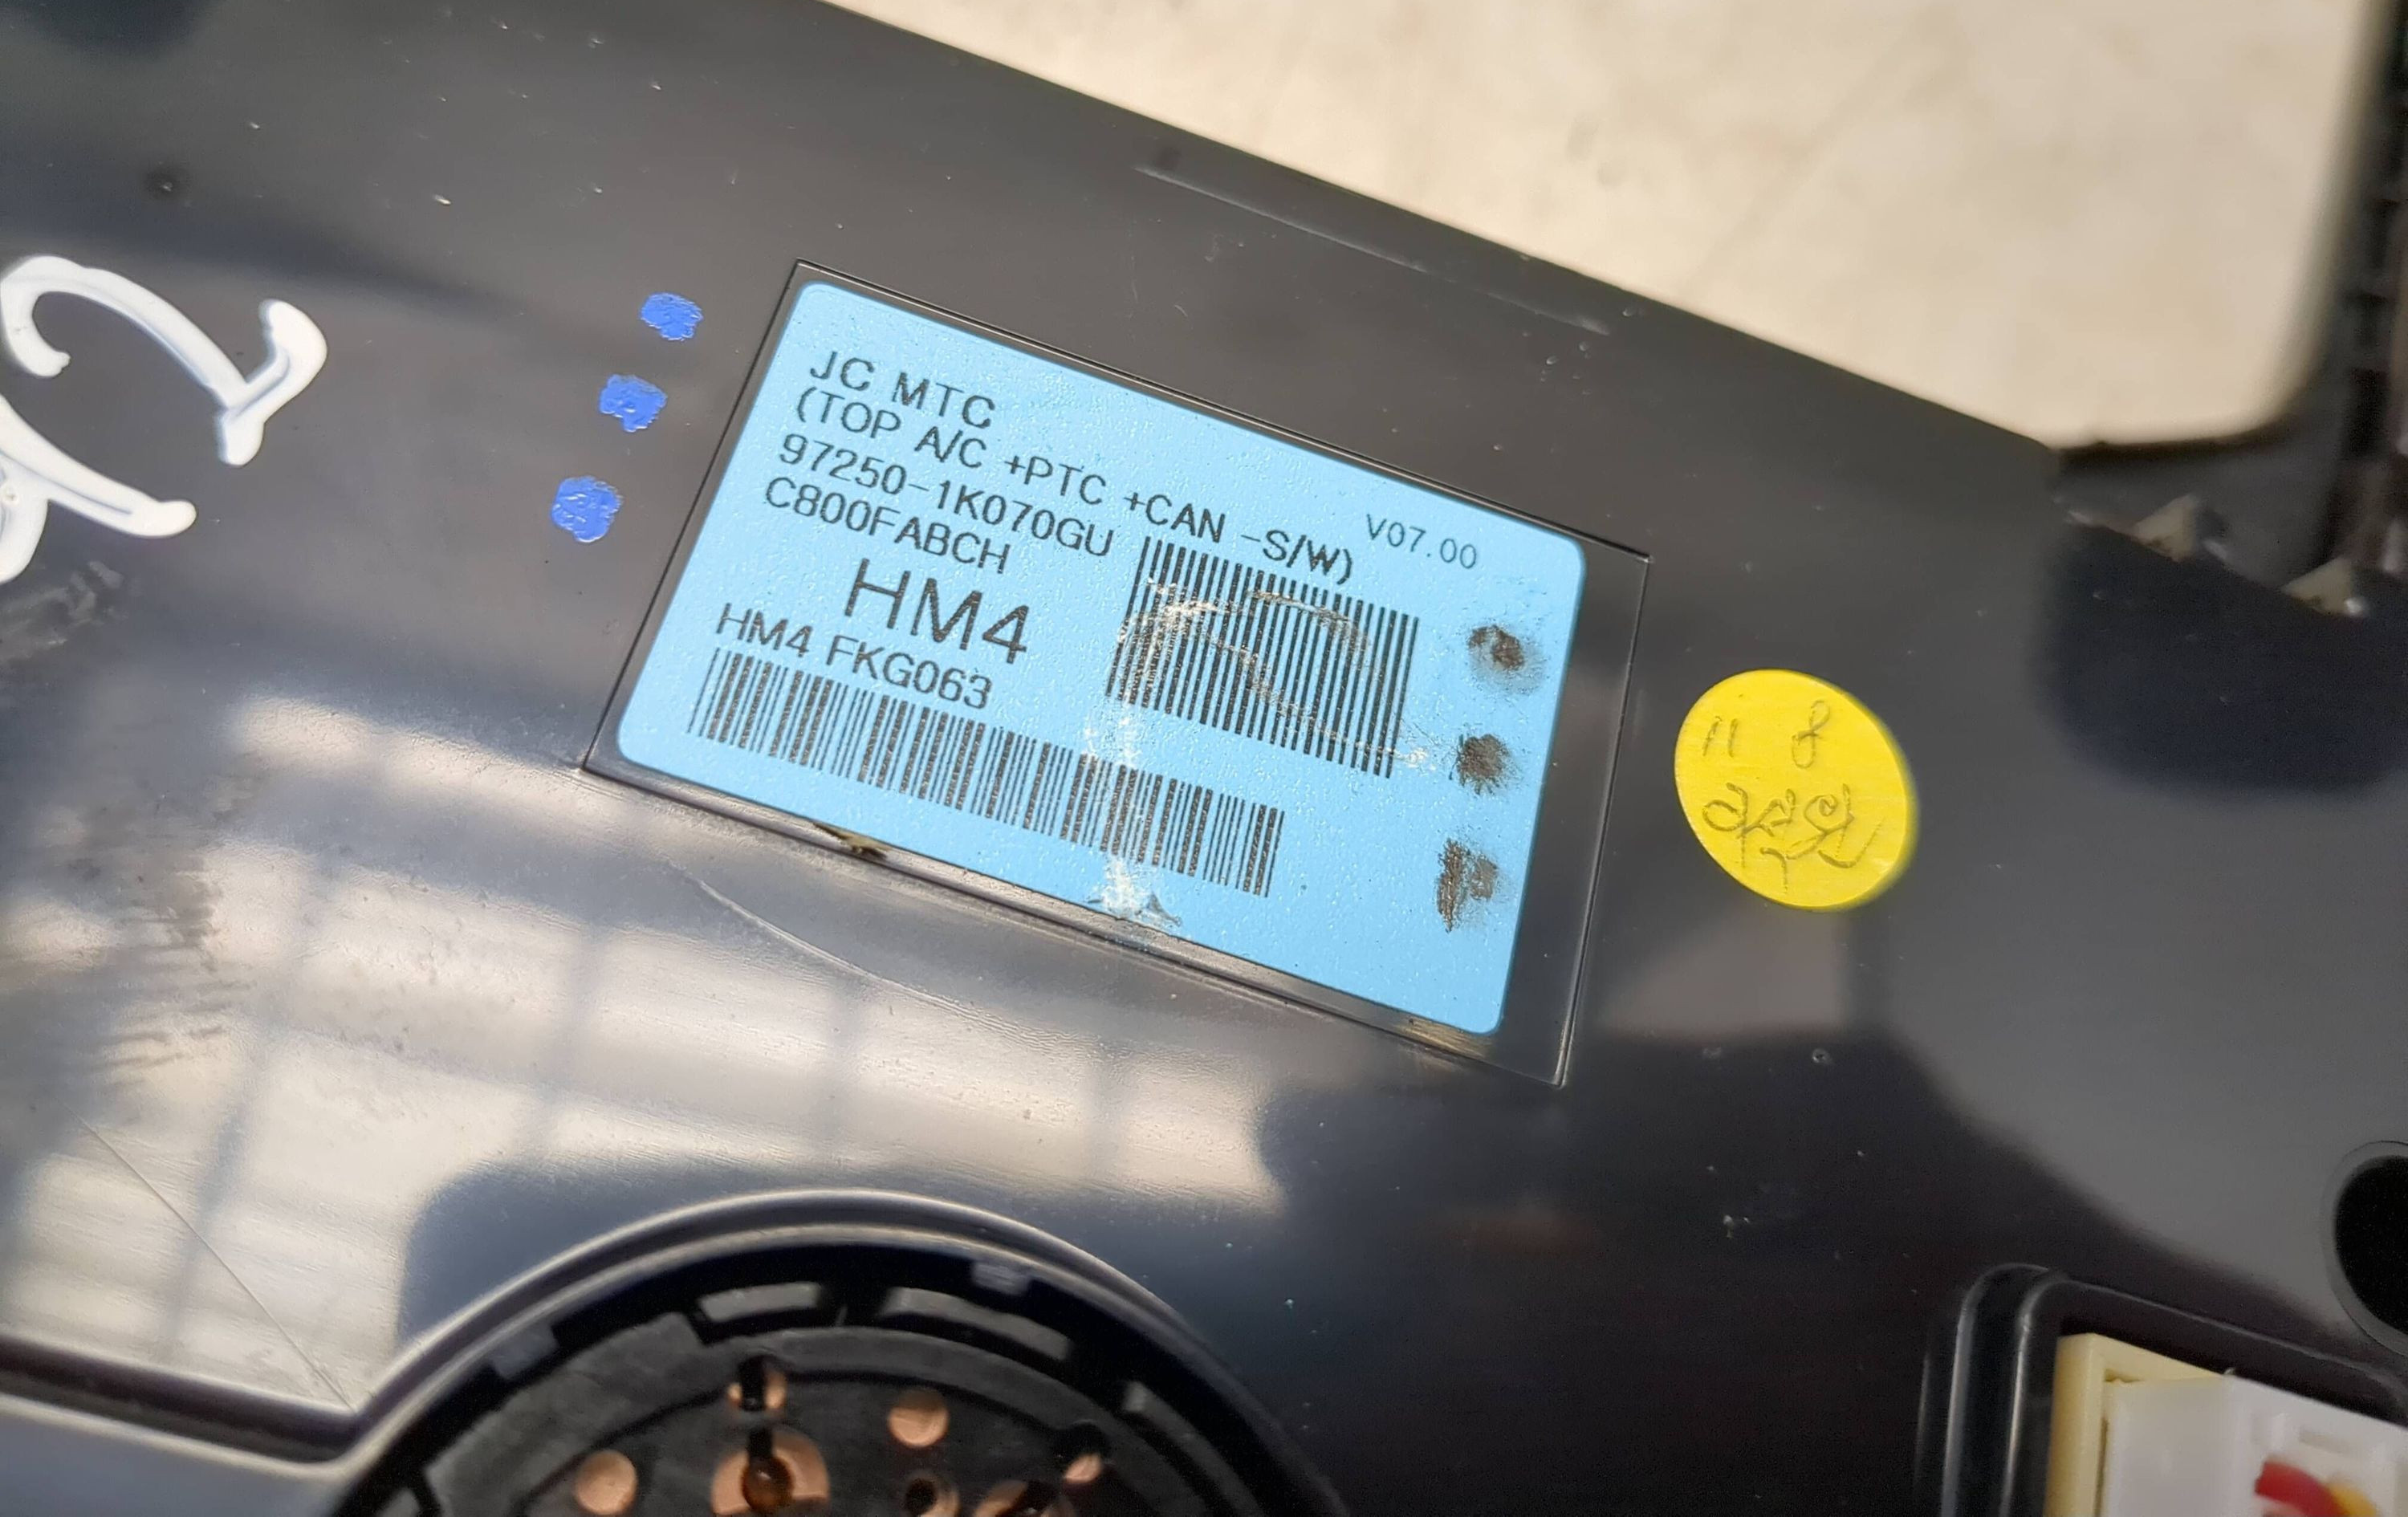 JC MTC
(TOP A/C +PTC +CAN -S/W)
V07.00
97250-1K070GU
C800FABCH
HM4
HM4 FKG063
11 8